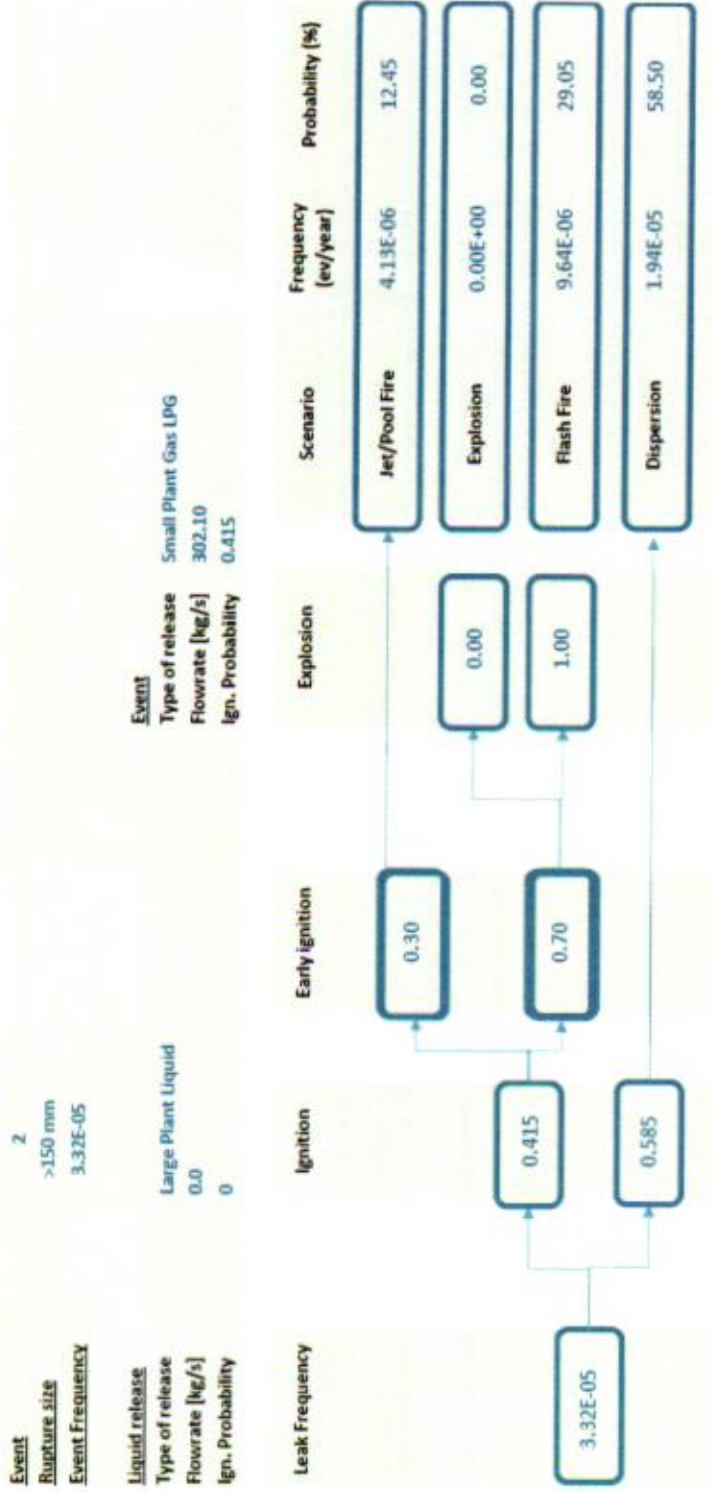 Event 2
Rupture size >150 mm
Event Frequency 3.32E-05
Liquid release
Type of release Large Plant Liquid
Flowrate [kg/s] 0.0
Ign. Probability 0
Event
Type of release Small Plant Gas LPG
Flowrate [kg/s] 302.10
Ign. Probability 0.415
Leak Frequency Ignition Early ignition Explosion Scenario Frequency (ev/year) Probability (%)
0.30 Jet/Pool Fire 4.13E-06 12.45
0.415 0.00 Explosion 0.00E+00 0.00
3.32E-05 0.70 1.00 Flash Fire 9.64E-06 29.05
0.585 Dispersion 1.94E-05 58.50